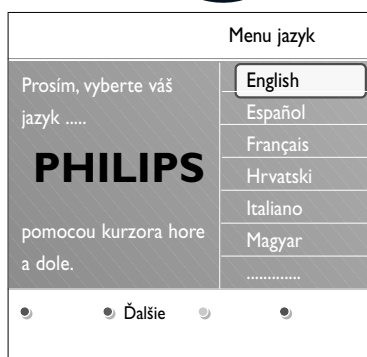 Menu jazyk
Prosím, vyberte váš
jazyk .....
PHILIPS
pomocou kurzora hore
a dole.
English
Español
Français
Hrvatski
Italiano
Magyar
.............
Ďalšie